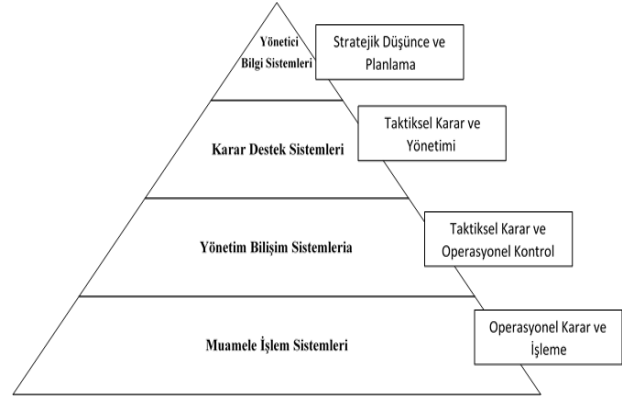 Yönetici
Bilgi Sistemleri
Stratejik Düşünce ve
Planlama
Karar Destek Sistemleri
Taktiksel Karar ve
Yönetimi
Yönetim Bilişim Sistemleria
Taktiksel Karar ve
Operasyonel Kontrol
Muamele İşlem Sistemleri
Operasyonel Karar ve
İşleme